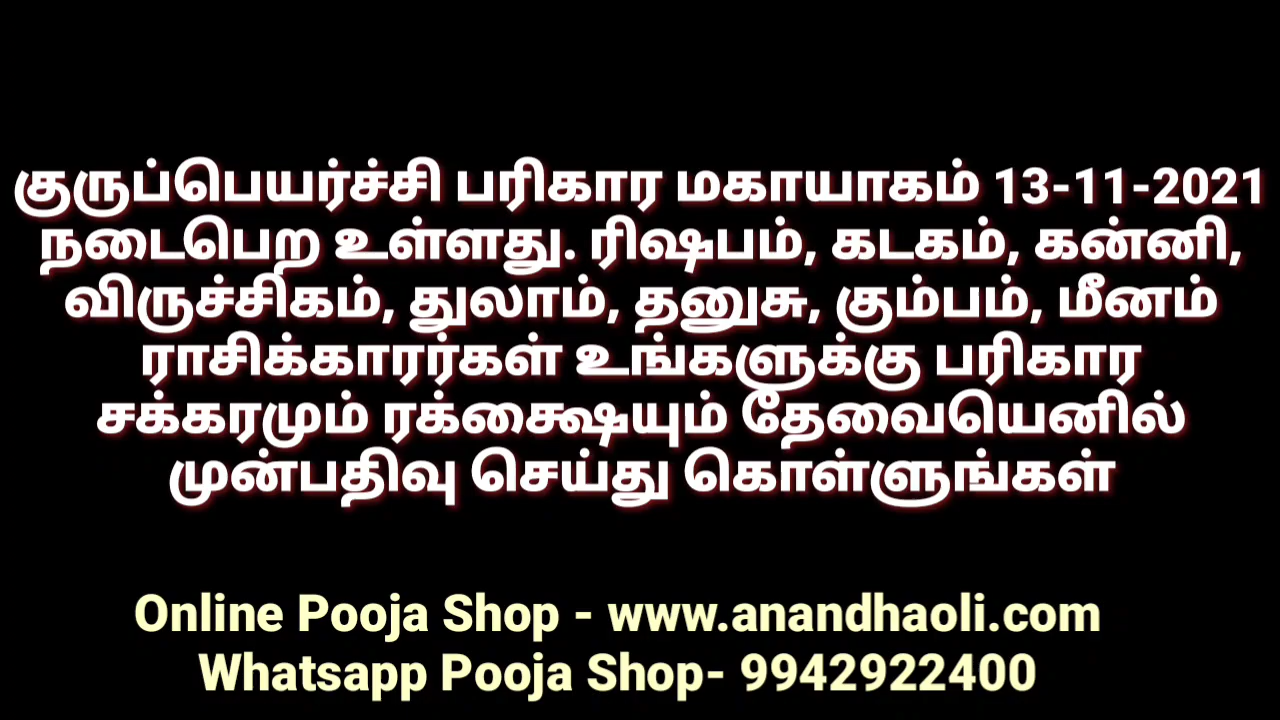 குருப்பெயர்ச்சி பரிகார மகாயாகம் 13-11-2021
நடைபெற உள்ளது. ரிஷபம், கடகம், கன்னி,
விருச்சிகம், துலாம், தனுசு, கும்பம், மீனம்
ராசிக்காரர்கள் உங்களுக்கு பரிகார
சக்கரமும் ரக்க்ஷையும் தேவையெனில்
முன்பதிவு செய்து கொள்ளுங்கள்
Online Pooja Shop - www.anandhaoli.com
Whatsapp Pooja Shop- 9942922400